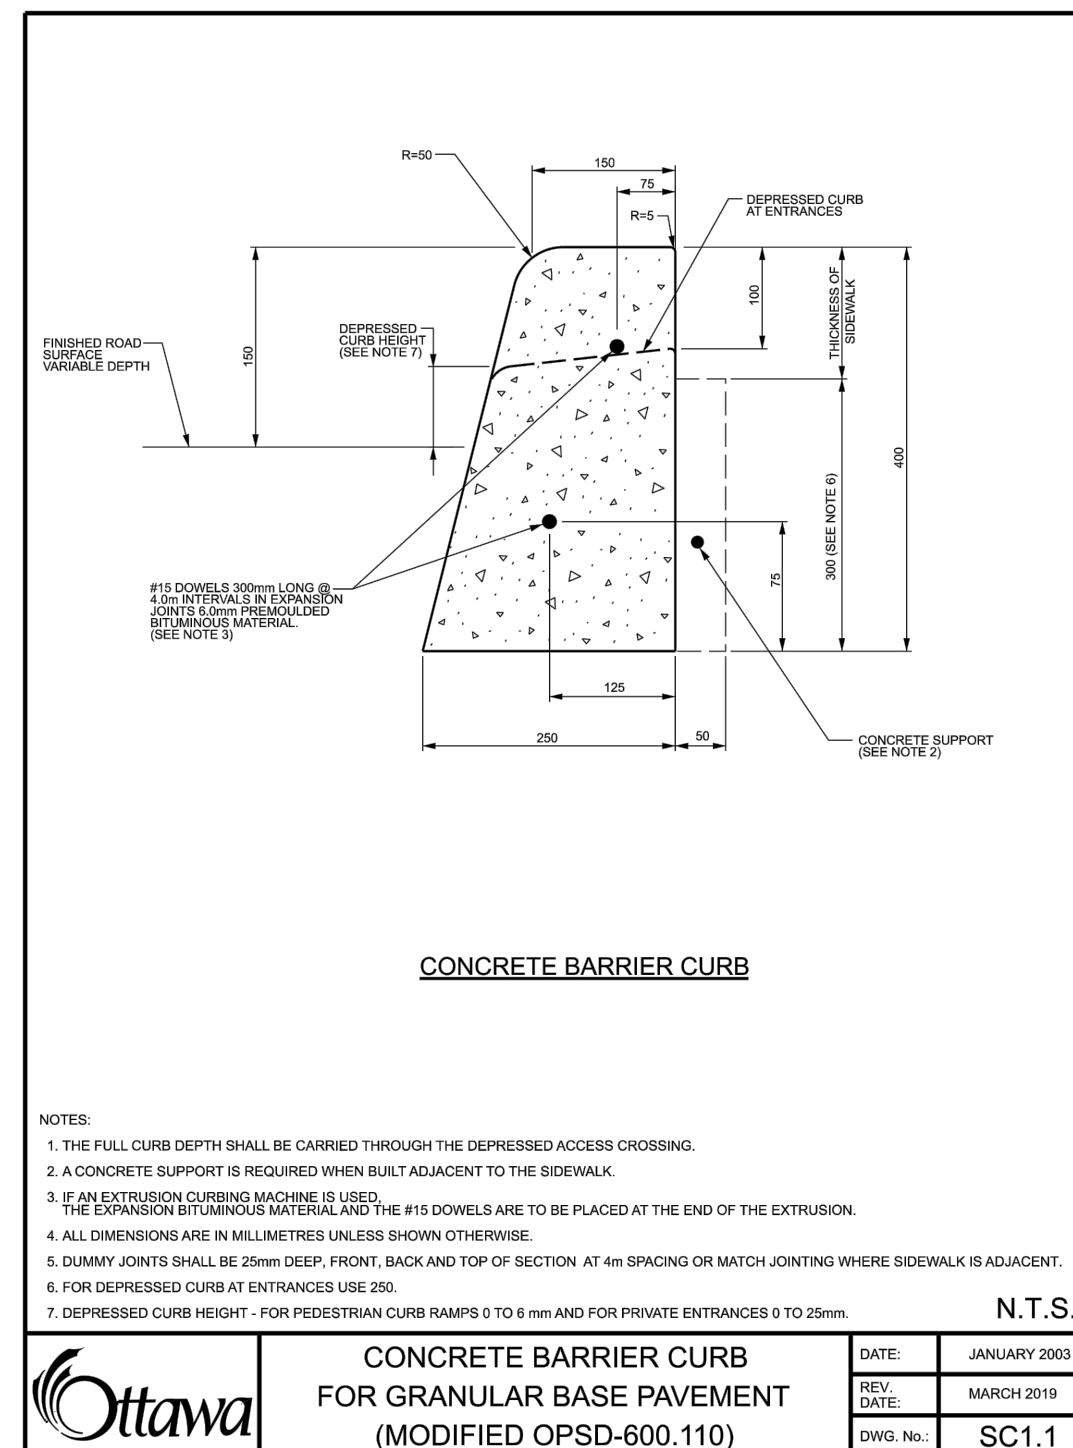 R=50
150
75
R=5
DEPRESSED CURB
AT ENTRANCES
THICKNESS OF
SIDEWALK
100
150
FINISHED ROAD
SURFACE
VARIABLE DEPTH
DEPRESSED
CURB HEIGHT
(SEE NOTE 7)
400
300 (SEE NOTE 6)
75
#15 DOWELS 300mm LONG @
4.0m INTERVALS IN EXPANSION
JOINTS 6.0mm PREMOULDED
BITUMINOUS MATERIAL.
(SEE NOTE 3)
125
250
50
CONCRETE SUPPORT
(SEE NOTE 2)
CONCRETE BARRIER CURB
NOTES:
1. THE FULL CURB DEPTH SHALL BE CARRIED THROUGH THE DEPRESSED ACCESS CROSSING.
2. A CONCRETE SUPPORT IS REQUIRED WHEN BUILT ADJACENT TO THE SIDEWALK.
3. IF AN EXTRUSION CURBING MACHINE IS USED,
THE EXPANSION BITUMINOUS MATERIAL AND THE #15 DOWELS ARE TO BE PLACED AT THE END OF THE EXTRUSION.
4. ALL DIMENSIONS ARE IN MILLIMETRES UNLESS SHOWN OTHERWISE.
5. DUMMY JOINTS SHALL BE 25mm DEEP, FRONT, BACK AND TOP OF SECTION AT 4m SPACING OR MATCH JOINTING WHERE SIDEWALK IS ADJACENT.
6. FOR DEPRESSED CURB AT ENTRANCES USE 250.
7. DEPRESSED CURB HEIGHT - FOR PEDESTRIAN CURB RAMPS 0 TO 6 mm AND FOR PRIVATE ENTRANCES 0 TO 25mm.
N.T.S.
Ottawa
CONCRETE BARRIER CURB
FOR GRANULAR BASE PAVEMENT
(MODIFIED OPSD-600.110)
DATE: JANUARY 2003
REV.
DATE: MARCH 2019
DWG. No.: SC1.1